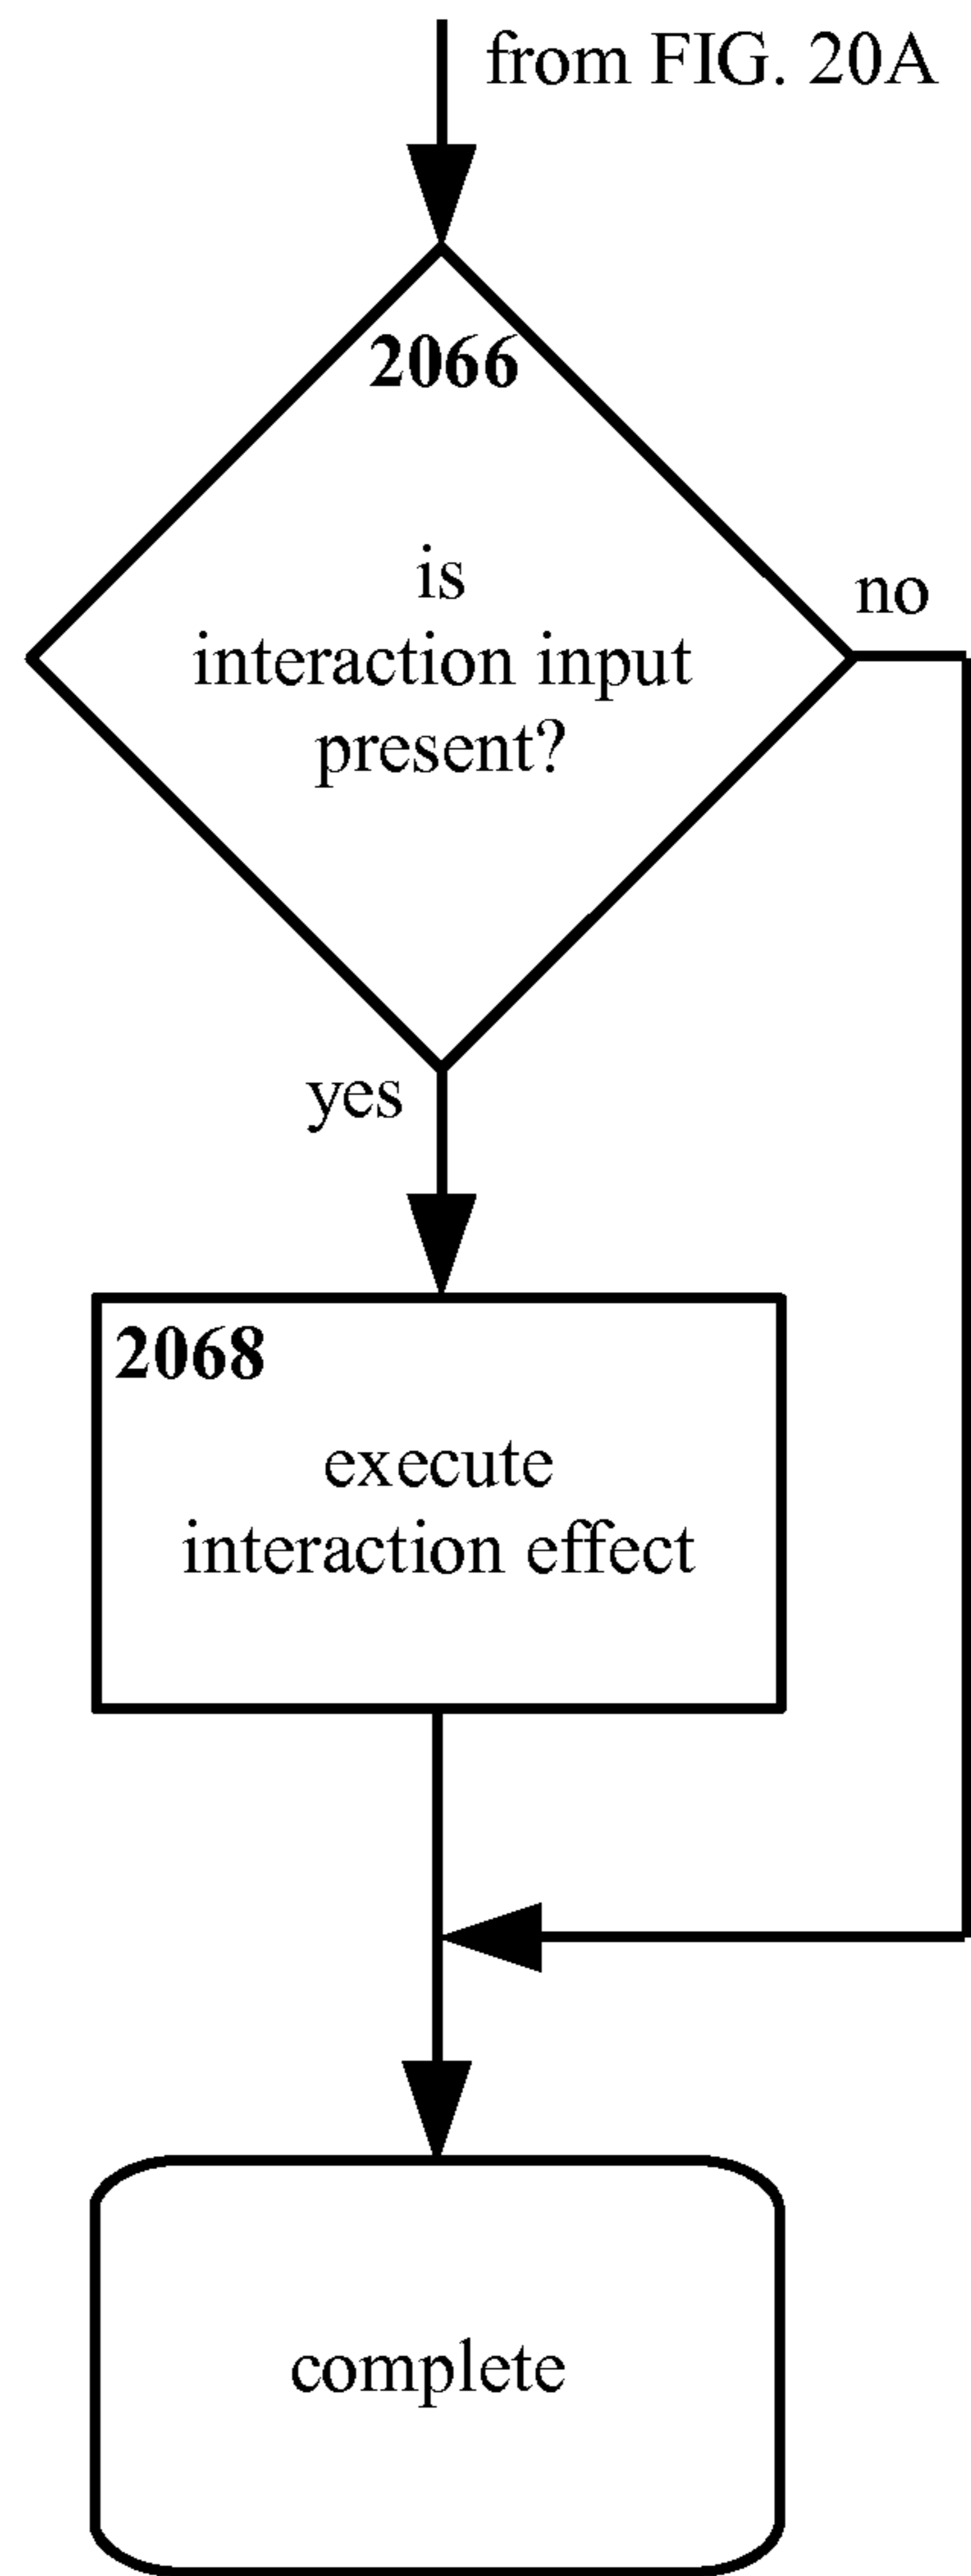 from FIG. 20A
2066
is
interaction input
present?
no
yes
2068
execute
interaction effect
complete